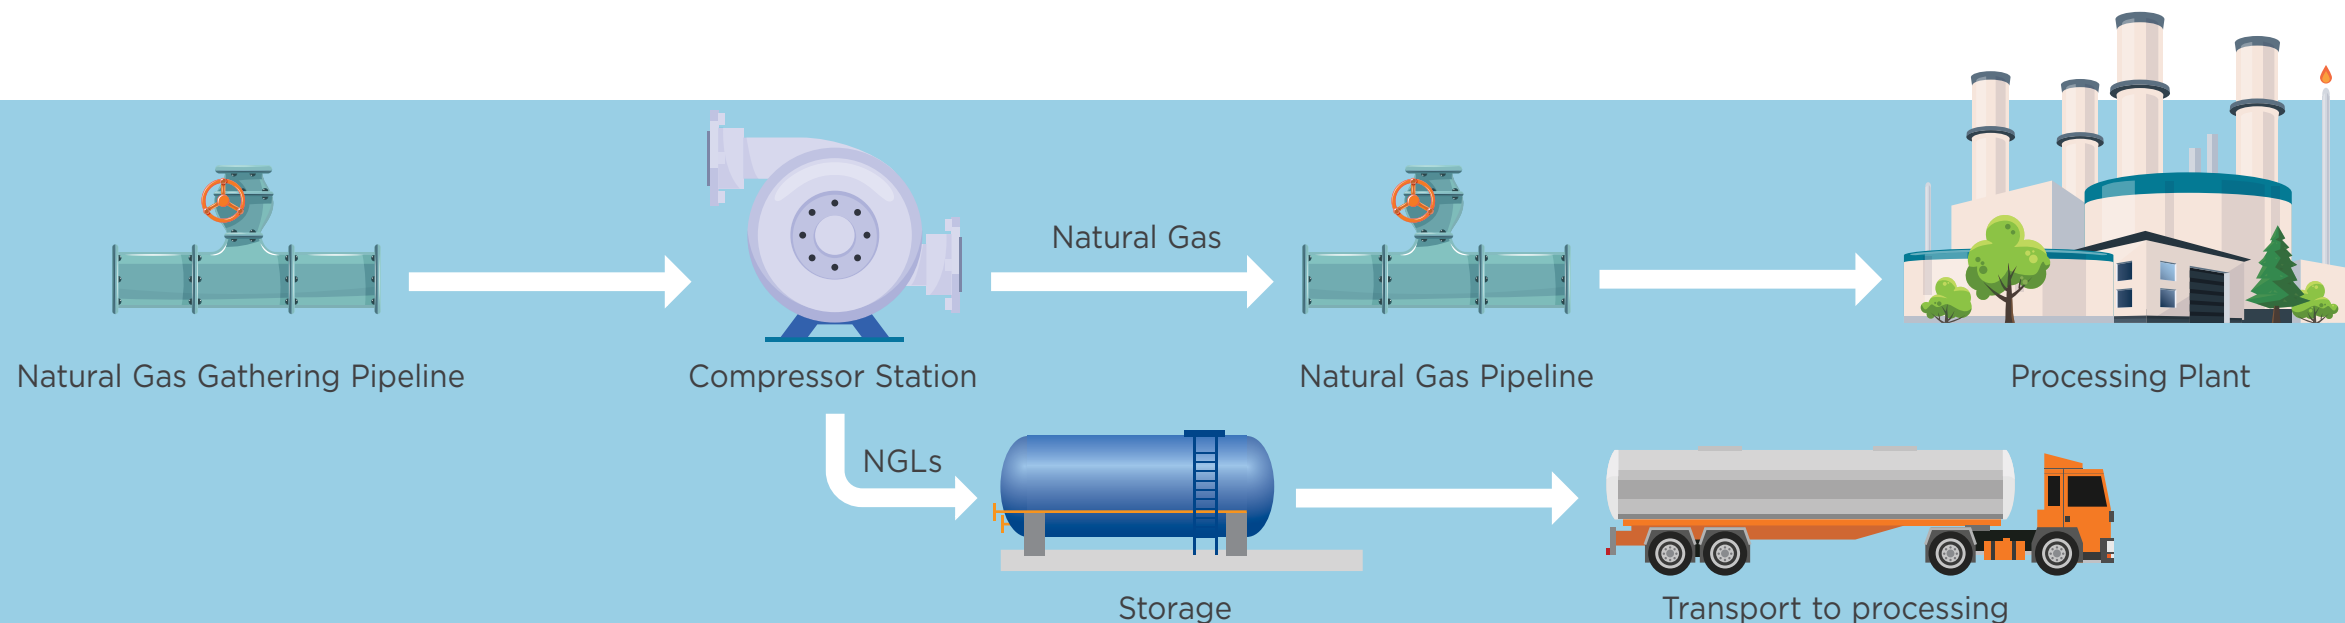 Natural Gas
Natural Gas Gathering Pipeline
Compressor Station
Natural Gas Pipeline
Processing Plant
NGLs
Storage
Transport to processing